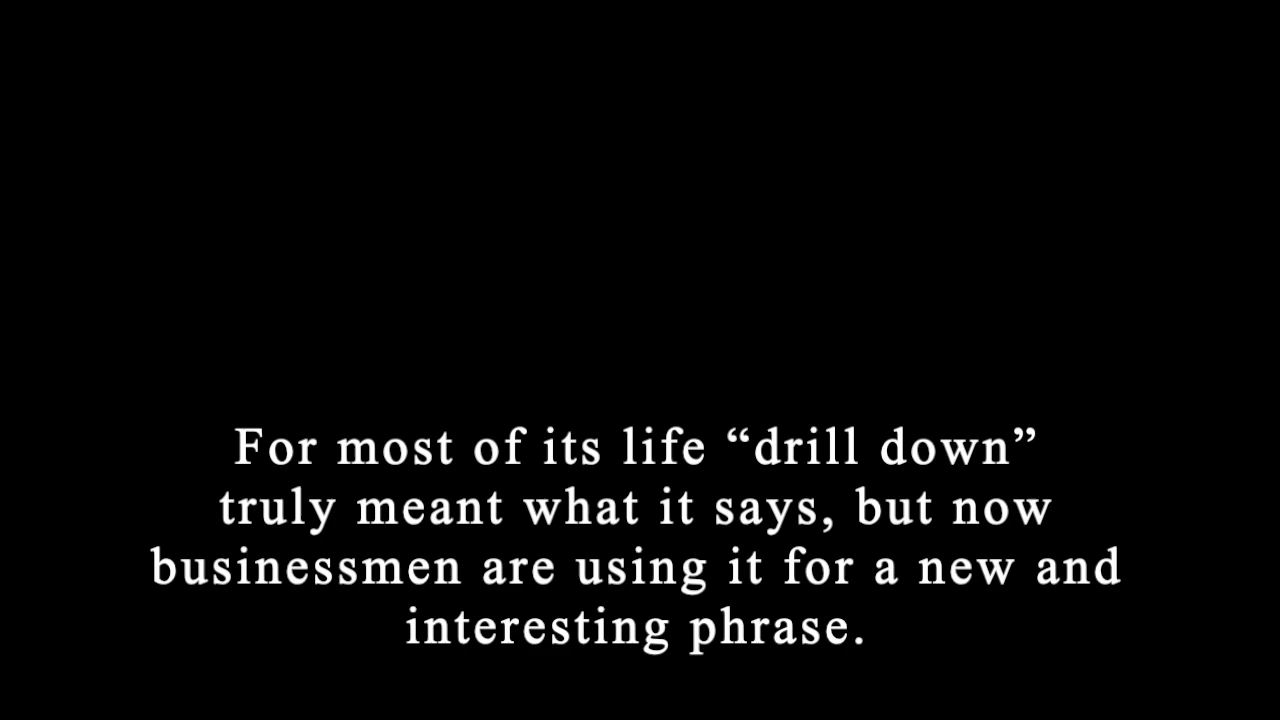 For most of its life “drill down”
truly meant what it says, but now
businessmen are using it for a new and
interesting phrase.